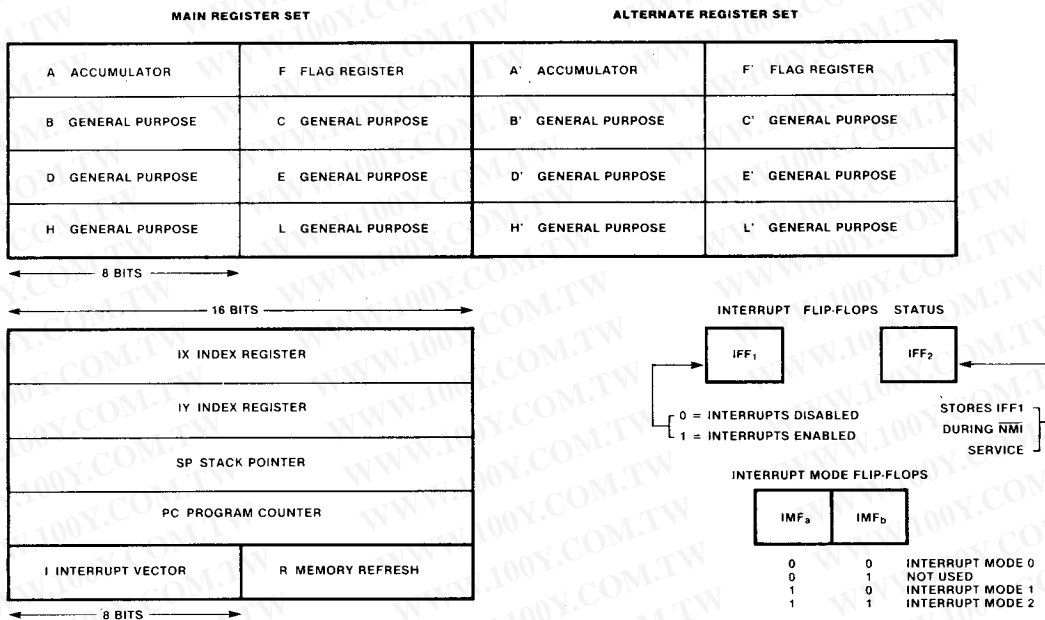 MAIN REGISTER SET
ALTERNATE REGISTER SET
A ACCUMULATOR F FLAG REGISTER A' ACCUMULATOR F' FLAG REGISTER
B GENERAL PURPOSE C GENERAL PURPOSE B' GENERAL PURPOSE C' GENERAL PURPOSE
D GENERAL PURPOSE E GENERAL PURPOSE D' GENERAL PURPOSE E' GENERAL PURPOSE
H GENERAL PURPOSE L GENERAL PURPOSE H' GENERAL PURPOSE L' GENERAL PURPOSE
8 BITS
16 BITS
IX INDEX REGISTER
IY INDEX REGISTER
SP STACK POINTER
PC PROGRAM COUNTER
I INTERRUPT VECTOR R MEMORY REFRESH
8 BITS
INTERRUPT FLIP-FLOPS STATUS
IFF₁ IFF₂
0 = INTERRUPTS DISABLED
1 = INTERRUPTS ENABLED
STORES IFF1
DURING N̅M̅I̅
SERVICE
INTERRUPT MODE FLIP-FLOPS
IMFₐ IMF_b
0 0 INTERRUPT MODE 0
0 1 NOT USED
1 0 INTERRUPT MODE 1
1 1 INTERRUPT MODE 2
WWW.100Y.COM.TW